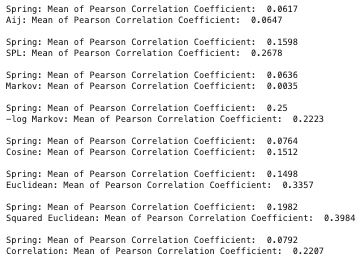 Spring: Mean of Pearson Correlation Coefficient:  0.0617
Aij: Mean of Pearson Correlation Coefficient:  0.0647

Spring: Mean of Pearson Correlation Coefficient:  0.1598
SPL: Mean of Pearson Correlation Coefficient:  0.2678

Spring: Mean of Pearson Correlation Coefficient:  0.0636
Markov: Mean of Pearson Correlation Coefficient:  0.0035

Spring: Mean of Pearson Correlation Coefficient:  0.25
-log Markov: Mean of Pearson Correlation Coefficient:  0.2223

Spring: Mean of Pearson Correlation Coefficient:  0.0764
Cosine: Mean of Pearson Correlation Coefficient:  0.1512

Spring: Mean of Pearson Correlation Coefficient:  0.1498
Euclidean: Mean of Pearson Correlation Coefficient:  0.3357

Spring: Mean of Pearson Correlation Coefficient:  0.1982
Squared Euclidean: Mean of Pearson Correlation Coefficient:  0.3984

Spring: Mean of Pearson Correlation Coefficient:  0.0792
Correlation: Mean of Pearson Correlation Coefficient:  0.2207